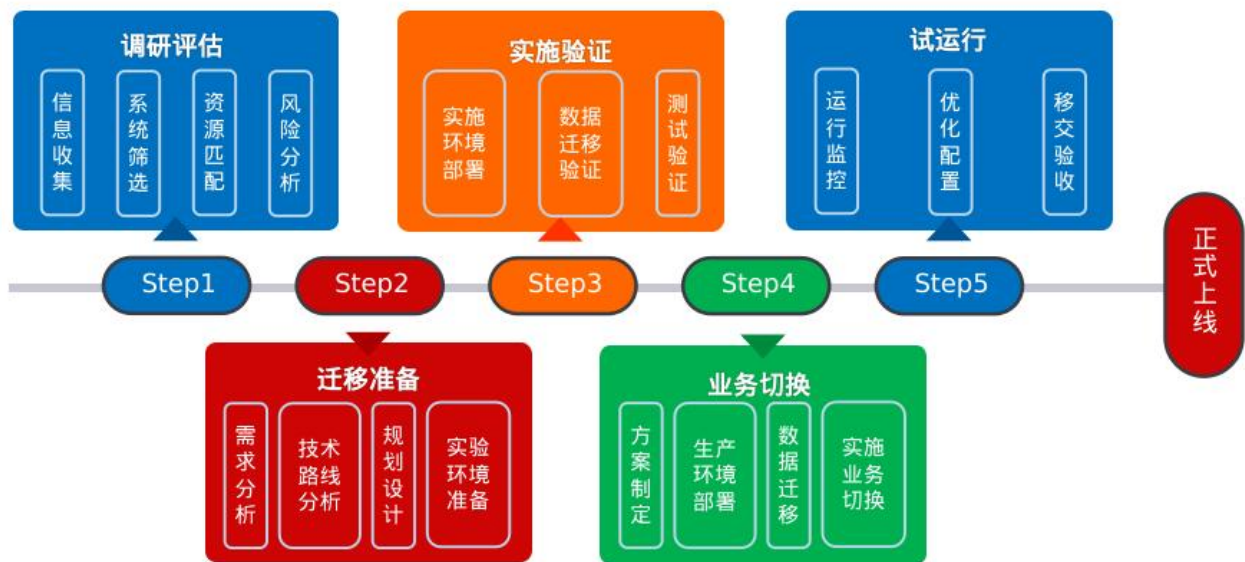 调研评估
信息收集
系统筛选
资源匹配
风险分析
实施验证
实施
环境
部署
数据
迁移
验证
测试验证
试运行
运行监控
优化配置
移交验收
Step1
Step2
Step3
Step4
Step5
正式上线
迁移准备
需求分析
技术
路线
分析
规划设计
实验
环境
准备
业务切换
方案制定
生产
环境
部署
数据迁移
实施
业务
切换